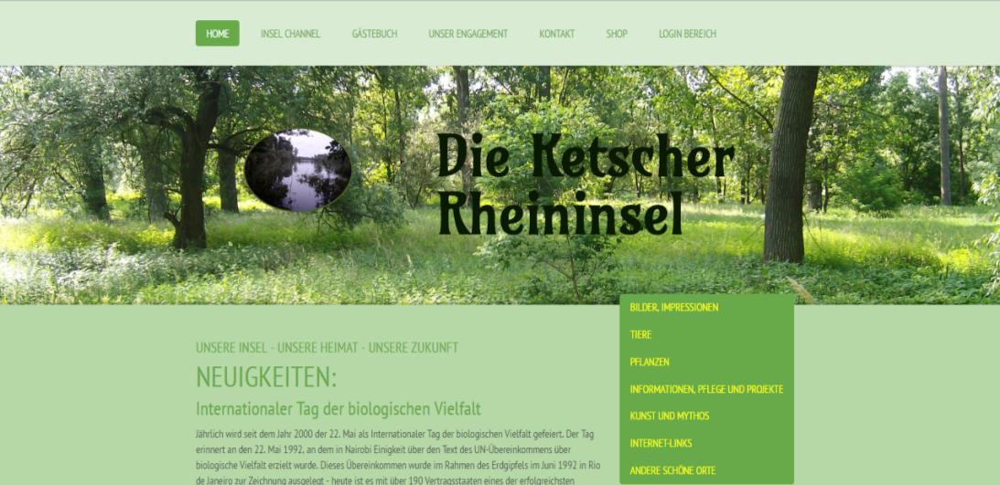 HOME INSEL CHANNEL GÄSTEBUCH UNSER ENGAGEMENT KONTAKT SHOP LOGIN BEREICH
Die Ketscher
Rheininsel
UNSERE INSEL - UNSERE HEIMAT - UNSERE ZUKUNFT
NEUIGKEITEN:
Internationaler Tag der biologischen Vielfalt
Jährlich wird seit dem Jahr 2000 der 22. Mai als Internationaler Tag der biologischen Vielfalt gefeiert. Der Tag
erinnert an den 22. Mai 1992, an dem in Nairobi Einigkeit über den Text des UN-Übereinkommens über
biologische Vielfalt erzielt wurde. Dieses Übereinkommen wurde im Rahmen des Erdgipfels im Juni 1992 in Rio
de Janeiro zur Zeichnung ausgelegt - heute ist es mit über 190 Vertragsstaaten eines der erfolgreichsten
BILDER, IMPRESSIONEN
TIERE
PFLANZEN
INFORMATIONEN, PFLEGE UND PROJEKTE
KUNST UND MYTHOS
INTERNET-LINKS
ANDERE SCHÖNE ORTE